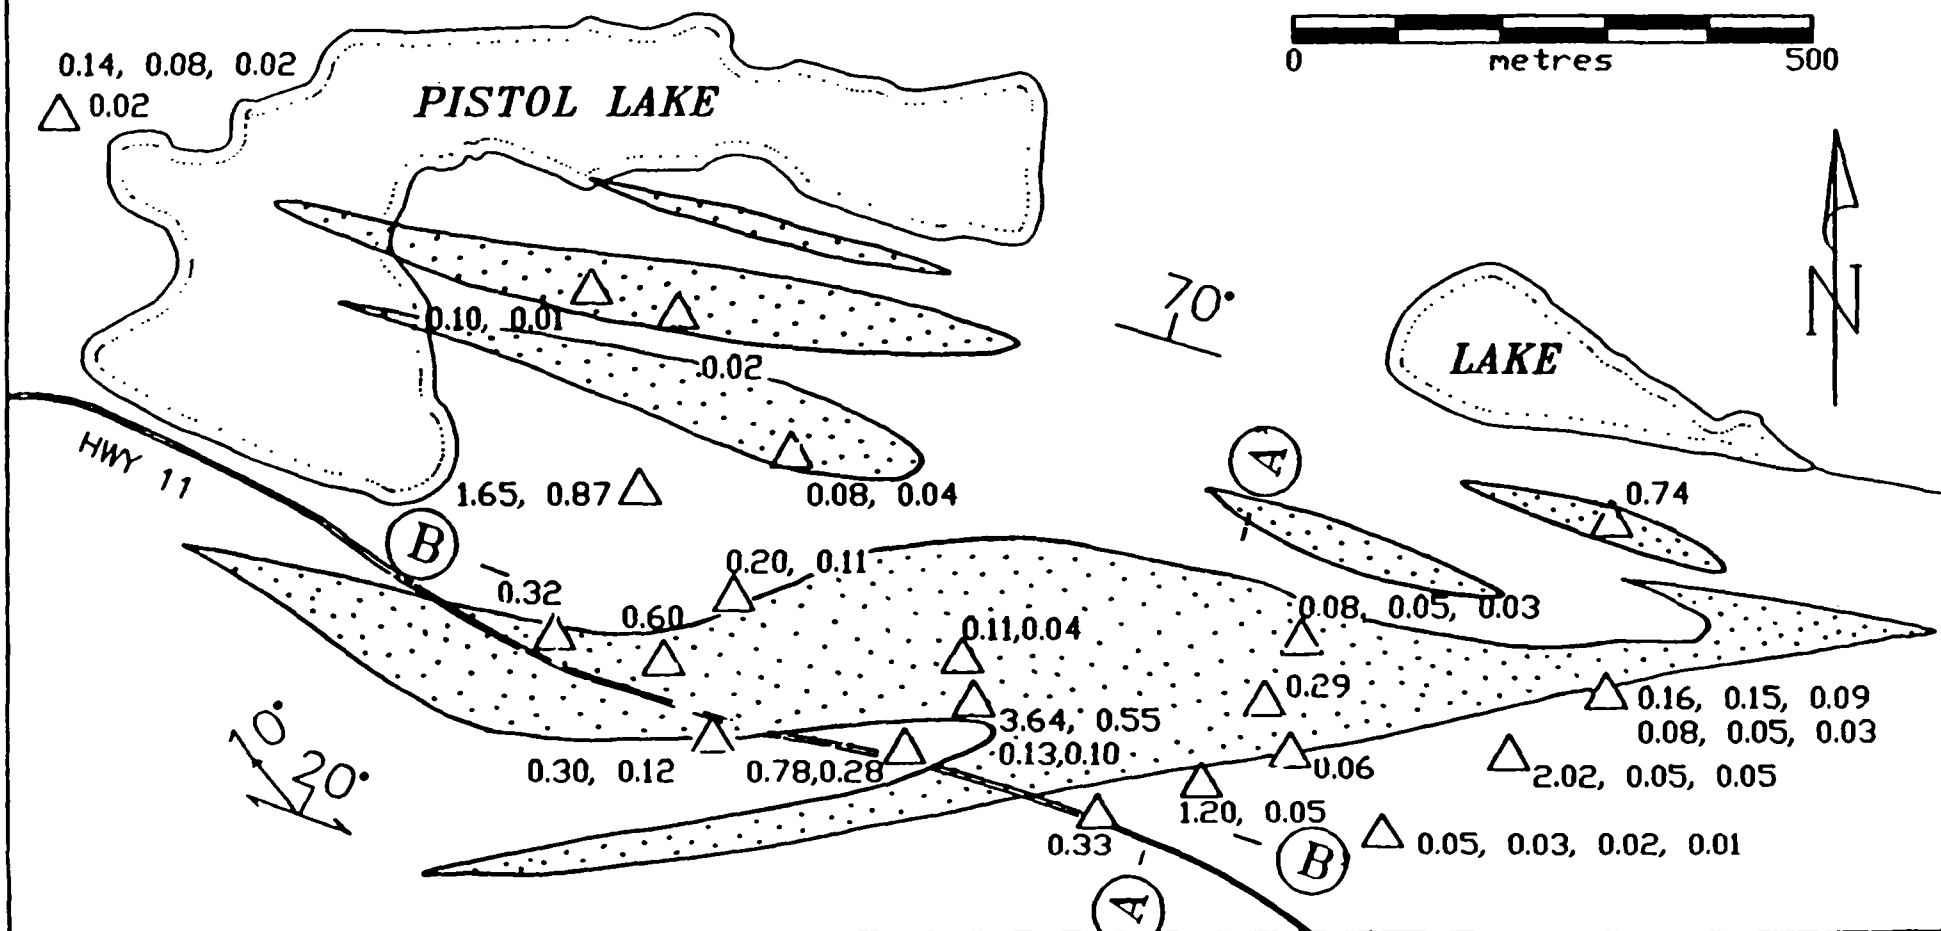 0.14, 0.08, 0.02
0.02
PISTOL LAKE
0 metres 500
N
70°
LAKE
0.10, 0.01
0.02
HWY 11
1.65, 0.87
0.08, 0.04
A
0.74
B
0.32
0.20, 0.11
0.60
0.11,0.04
0.08, 0.05, 0.03
0.29
3.64, 0.55
0.13,0.10
0.16, 0.15, 0.09
0.08, 0.05, 0.03
10°
20°
0.30, 0.12
0.78,0.28
0.06
2.02, 0.05, 0.05
1.20, 0.05
0.33
B
0.05, 0.03, 0.02, 0.01
A